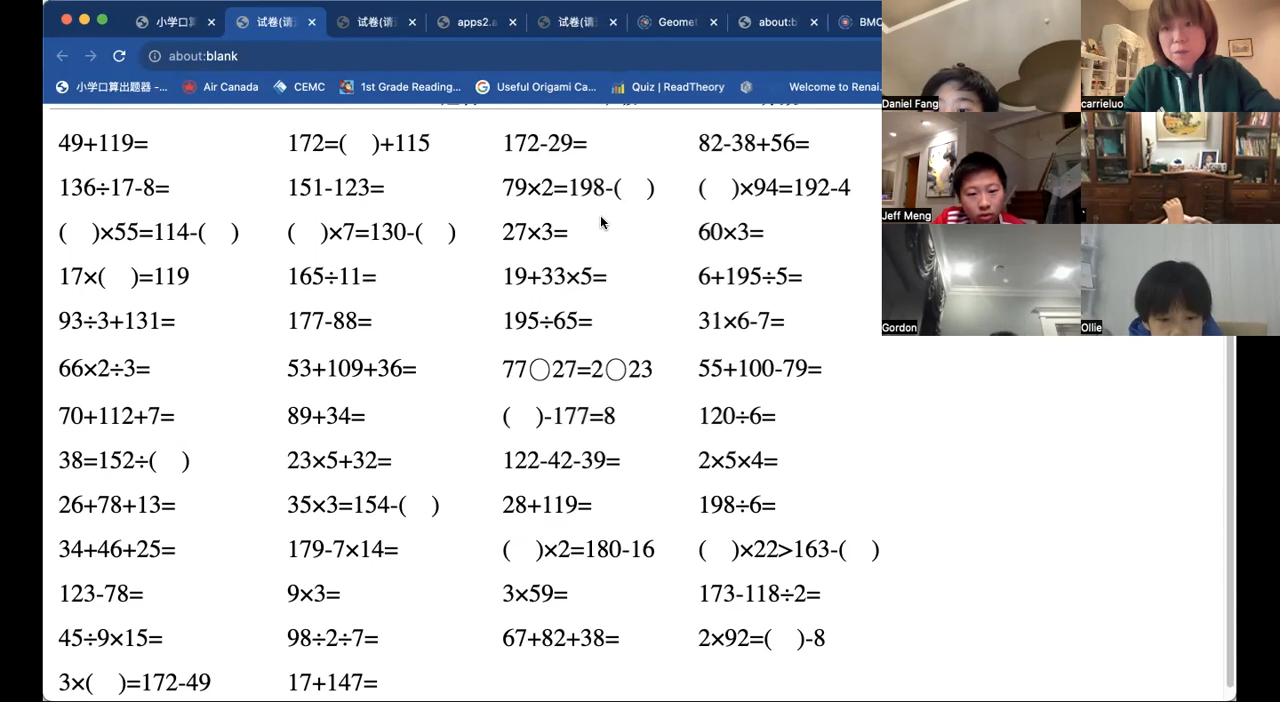 小学口算 试卷(请 试卷(请 apps2.a 试卷(请 Geomet about:b BMC
about:blank
小学口算出题器 -... Air Canada CEMC 1st Grade Reading... Useful Origami Ca... Quiz | ReadTheory Welcome to Renai.
49+119= 172=( )+115 172-29= 82-38+56=
136÷17-8= 151-123= 79×2=198-( ) ( )×94=192-4
( )×55=114-( ) ( )×7=130-( ) 27×3= 60×3=
17×( )=119 165÷11= 19+33×5= 6+195÷5=
93÷3+131= 177-88= 195÷65= 31×6-7=
66×2÷3= 53+109+36= 77○27=2○23 55+100-79=
70+112+7= 89+34= ( )-177=8 120÷6=
38=152÷( ) 23×5+32= 122-42-39= 2×5×4=
26+78+13= 35×3=154-( ) 28+119= 198÷6=
34+46+25= 179-7×14= ( )×2=180-16 ( )×22>163-( )
123-78= 9×3= 3×59= 173-118÷2=
45÷9×15= 98÷2÷7= 67+82+38= 2×92=( )-8
3×( )=172-49 17+147=
Daniel Fang carrieluo
Jeff Meng
Gordon Ollie